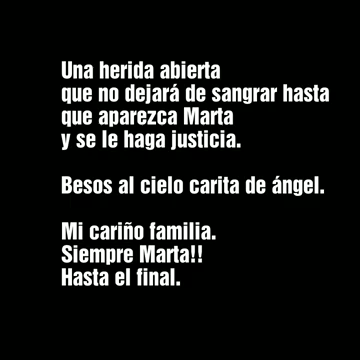 Una herida abierta
que no dejará de sangrar hasta
que aparezca Marta
y se le haga justicia.
Besos al cielo carita de ángel.
Mi cariño familia.
Siempre Marta!!
Hasta el final.